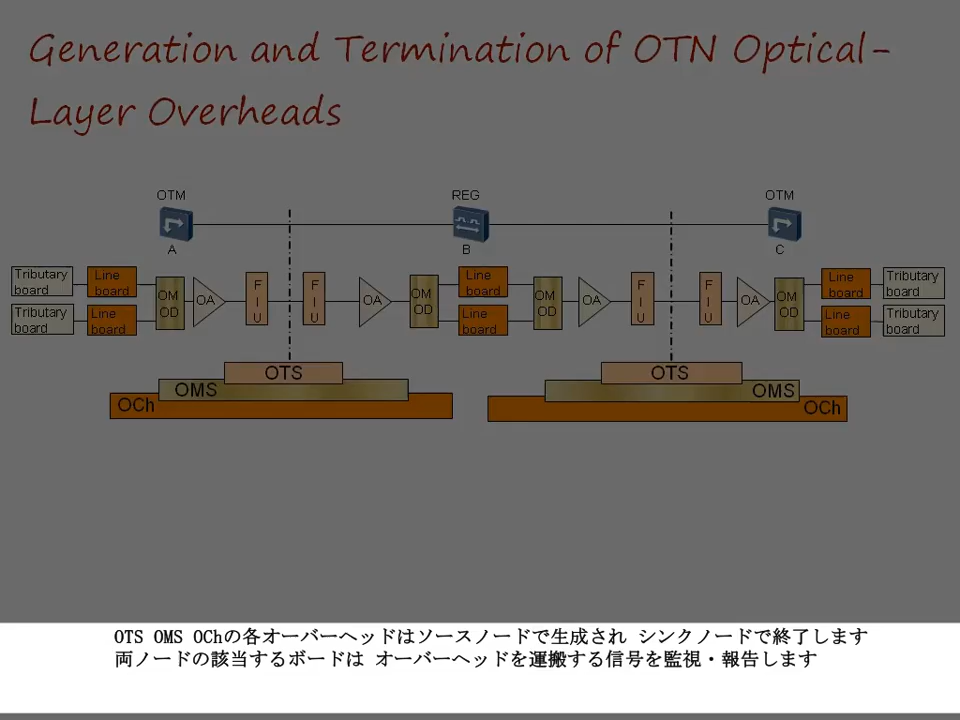 Generation and Termination of OTN Optical-
Layer Overheads
OTM
REG
OTM
A
B
C
Tributary
board
Line
board
Tributary
board
Line
board
OM
OD
OA
F
I
U
F
I
U
OA
OM
OD
Line
board
Line
board
OM
OD
OA
F
I
U
F
I
U
OA
OM
OD
Line
board
Line
board
Tributary
board
Tributary
board
OTS
OMS
OCh
OTS
OMS
OCh
OTS OMS OChの各オーバーヘッドはソースノードで生成され シンクノードで終了します
両ノードの該当するボードは オーバーヘッドを運搬する信号を監視・報告します